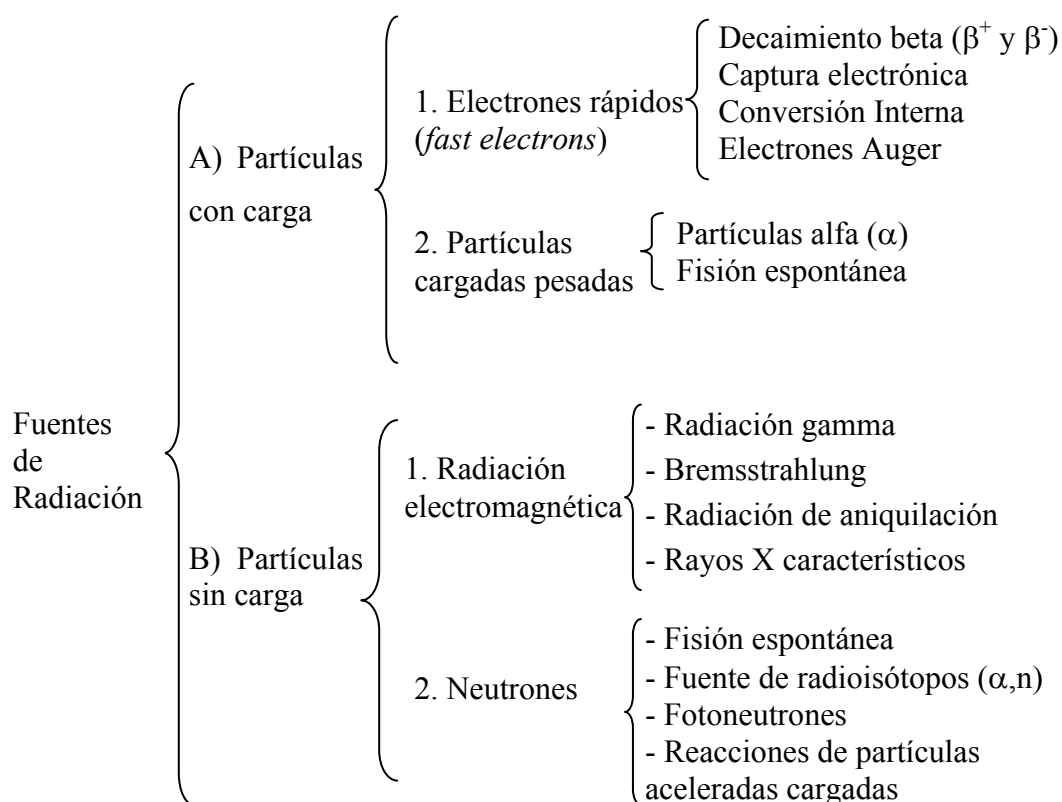 Fuentes
de
Radiación
A) Partículas
con carga
1. Electrones rápidos
(fast electrons)
Decaimiento beta (β⁺ y β⁻)
Captura electrónica
Conversión Interna
Electrones Auger
2. Partículas
cargadas pesadas
Partículas alfa (α)
Fisión espontánea
B) Partículas
sin carga
1. Radiación
electromagnética
- Radiación gamma
- Bremsstrahlung
- Radiación de aniquilación
- Rayos X característicos
2. Neutrones
- Fisión espontánea
- Fuente de radioisótopos (α,n)
- Fotoneutrones
- Reacciones de partículas
aceleradas cargadas